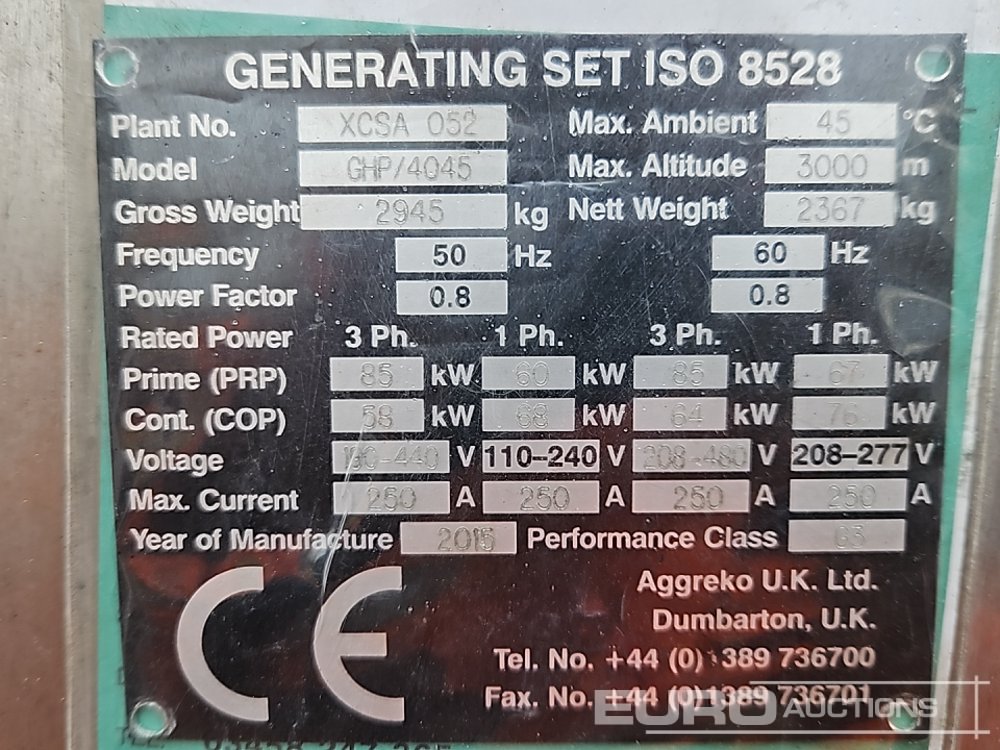 GENERATING SET ISO 8528
Plant No. XCSA 052 Max. Ambient 45 °C
Model GHP/4045 Max. Altitude 3000 m
Gross Weight 2945 kg Nett Weight 2367 kg
Frequency 50 Hz 60 Hz
Power Factor 0.8 0.8
Rated Power 3 Ph. 1 Ph. 3 Ph. 1 Ph.
Prime (PRP) 85 kW 60 kW 85 kW 67 kW
Cont. (COP) 58 kW 68 kW 64 kW 76 kW
Voltage 190-440 V 110-240 V 208-480 V 208-277 V
Max. Current 250 A 250 A 250 A 250 A
Year of Manufacture 2015 Performance Class G3
CE
Aggreko U.K. Ltd.
Dumbarton, U.K.
Tel. No. +44 (0)1389 736700
Fax. No. +44 (0)1389 736701
EURO AUCTIONS